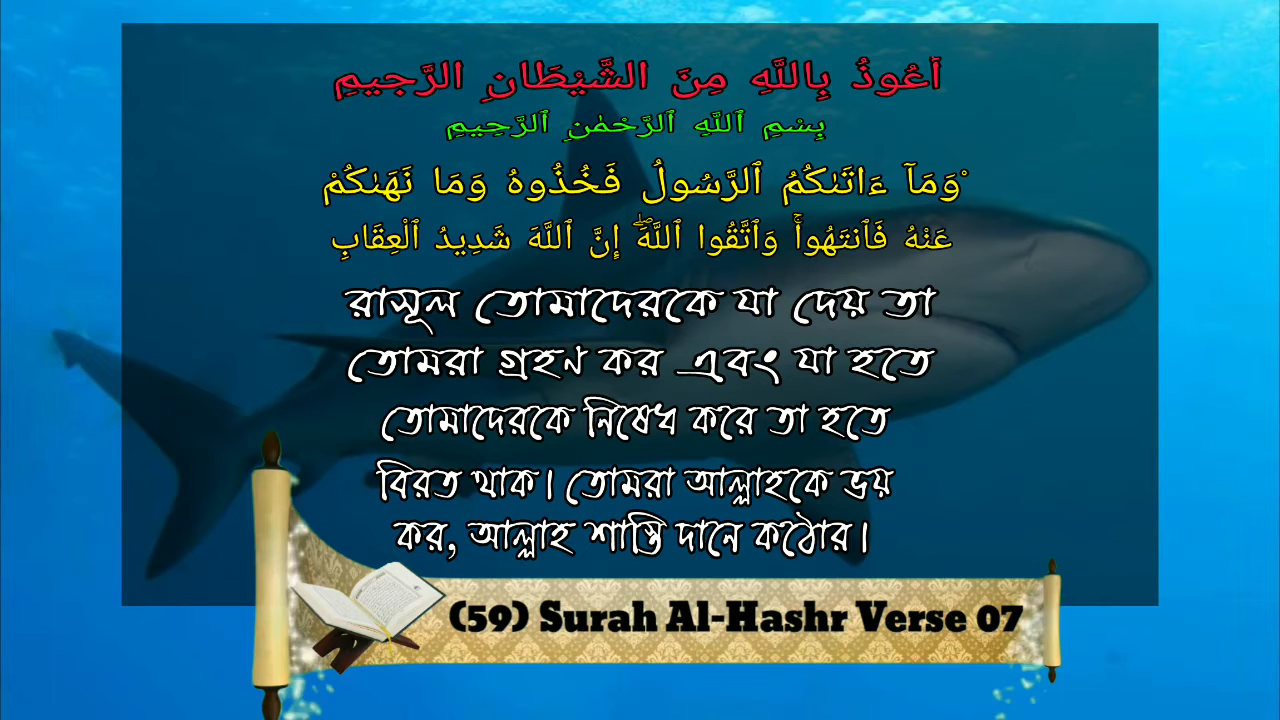 أَعُوذُ بِاللَّهِ مِنَ الشَّيْطَانِ الرَّجِيمِ
بِسْمِ ٱللَّهِ ٱلرَّحْمَٰنِ ٱلرَّحِيمِ
ْوَمَآ ءَاتَىٰكُمُ ٱلرَّسُولُ فَخُذُوهُ وَمَا نَهَىٰكُمْ
عَنْهُ فَٱنتَهُوا۟ۚ وَٱتَّقُوا ٱللَّهَۖ إِنَّ ٱللَّهَ شَدِيدُ ٱلْعِقَابِ
রাসূল তোমাদেরকে যা দেয় তা
তোমরা গ্রহণ কর এবং যা হতে
তোমাদেরকে নিষেধ করে তা হতে
বিরত থাক। তোমরা আল্লাহকে ভয়
কর, আল্লাহ শাস্তি দানে কঠোর।
(59) Surah Al-Hashr Verse 07